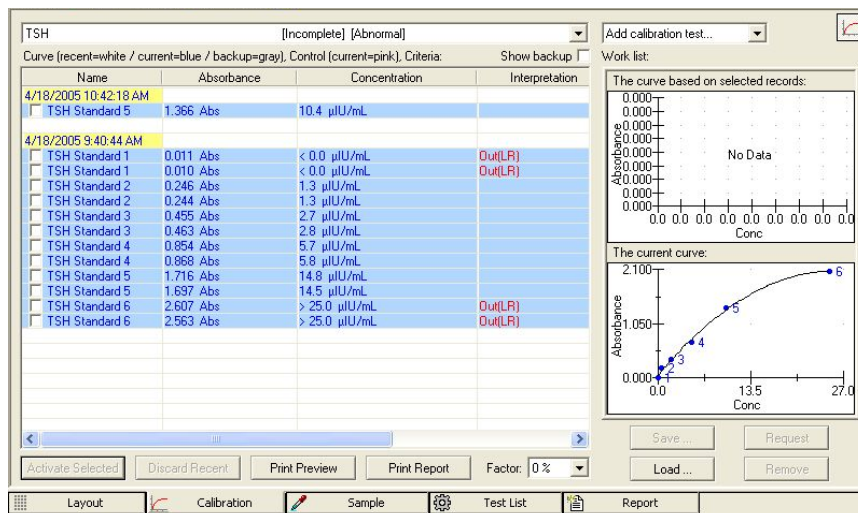 TSH [Incomplete] [Abnormal] Add calibration test...
Curve (recent=white / current=blue / backup=gray), Control (current=pink), Criteria: Show backup Work list:
Name Absorbance Concentration Interpretation
4/18/2005 10:42:18 AM
TSH Standard 5 1.366 Abs 10.4 µIU/mL
4/18/2005 9:40:44 AM
TSH Standard 1 0.011 Abs < 0.0 µIU/mL Out(LR)
TSH Standard 1 0.010 Abs < 0.0 µIU/mL Out(LR)
TSH Standard 2 0.246 Abs 1.3 µIU/mL
TSH Standard 2 0.244 Abs 1.3 µIU/mL
TSH Standard 3 0.455 Abs 2.7 µIU/mL
TSH Standard 3 0.463 Abs 2.8 µIU/mL
TSH Standard 4 0.854 Abs 5.7 µIU/mL
TSH Standard 4 0.868 Abs 5.8 µIU/mL
TSH Standard 5 1.716 Abs 14.8 µIU/mL
TSH Standard 5 1.697 Abs 14.5 µIU/mL
TSH Standard 6 2.607 Abs > 25.0 µIU/mL Out(LR)
TSH Standard 6 2.563 Abs > 25.0 µIU/mL Out(LR)
The curve based on selected records:
Absorbance
0.000
0.000
0.000
0.000
0.000
0.000
0.000
0.000
0.000
No Data
0.0 0.0 0.0 0.0 0.0 0.0 0.0 0.0 0.0 0.0
Conc
The current curve:
Absorbance
2.100
1.050
0.000
1 2 3 4 5 6
0.0 13.5 27.0
Conc
Activate Selected Discard Recent Print Preview Print Report Factor: 0 %
Save ... Request
Load ... Remove
Layout Calibration Sample Test List Report